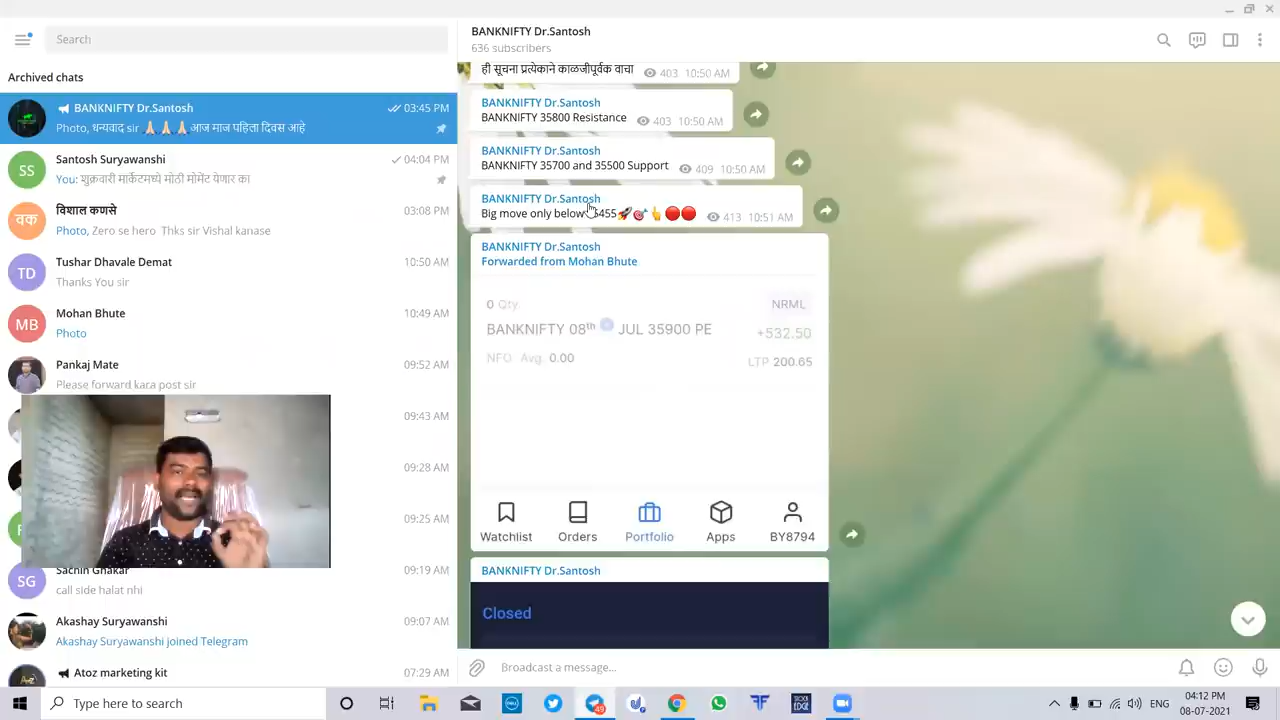 Search
Archived chats
BANKNIFTY Dr.Santosh
03:45 PM
Photo, धन्यवाद sir 🙏🏻🙏🏻🙏🏻आज माज पहिला दिवस आहे
SS
Santosh Suryawanshi
04:04 PM
You: शुक्रवारी मार्केटमध्ये मोठी मोमेंट येणार का
वक
विशाल कणसे
03:08 PM
Photo, Zero se hero Thks sir Vishal kanase
TD
Tushar Dhavale Demat
10:50 AM
Thanks You sir
MB
Mohan Bhute
10:49 AM
Photo
Pankaj Mate
09:52 AM
Please forward kara post sir
09:43 AM
09:28 AM
09:25 AM
SG
Sachin Ghakar
09:19 AM
call side halat nhi
Akashay Suryawanshi
09:07 AM
Akashay Suryawanshi joined Telegram
Atoz marketing kit
07:29 AM
BANKNIFTY Dr.Santosh
636 subscribers
ही सूचना प्रत्येकाने काळजीपूर्वक वाचा
403 10:50 AM
BANKNIFTY Dr.Santosh
BANKNIFTY 35800 Resistance
403 10:50 AM
BANKNIFTY Dr.Santosh
BANKNIFTY 35700 and 35500 Support
409 10:50 AM
BANKNIFTY Dr.Santosh
Big move only below 455🚀🎯👆🔴🔴
413 10:51 AM
BANKNIFTY Dr.Santosh
Forwarded from Mohan Bhute
0 Qty.
NRML
BANKNIFTY 08th JUL 35900 PE
+532.50
NFO Avg. 0.00
LTP 200.65
Watchlist
Orders
Portfolio
Apps
BY8794
BANKNIFTY Dr.Santosh
Closed
Broadcast a message...
Type here to search
ENG
04:12 PM
08-07-2021